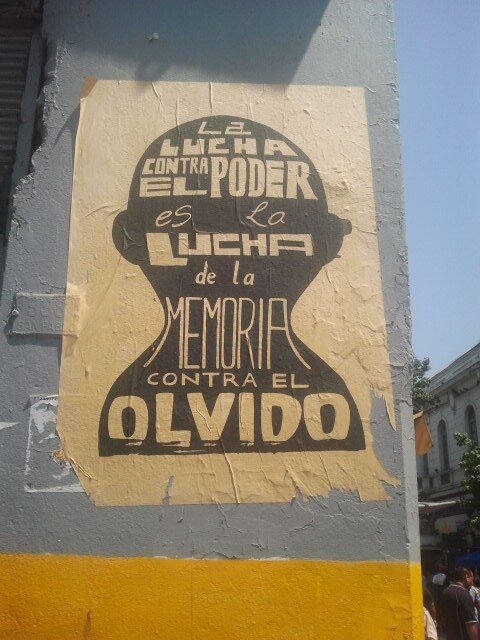 La
LUCHA
CONTRA
EL PODER
es La
LUCHA
de la
MEMORIA
CONTRA EL
OLVIDO